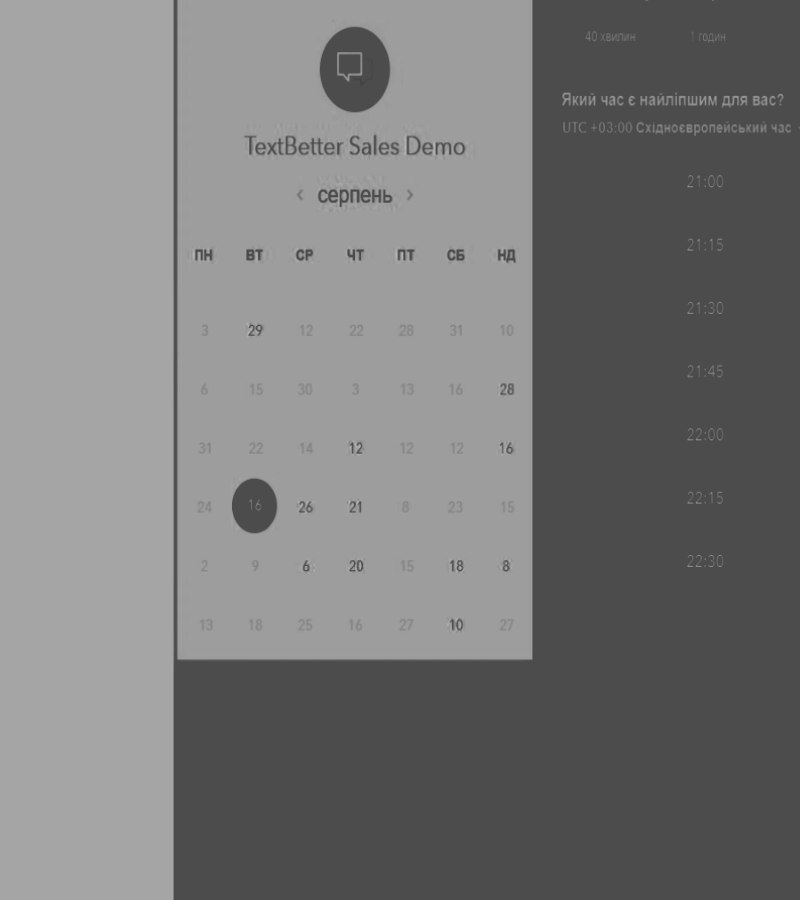 TextBetter Sales Demo
‹ серпень ›
ПН ВТ СР ЧТ ПТ СБ НД
3 29 12 22 28 31 10
6 15 30 3 13 16 28
31 22 14 12 12 12 16
24 16 26 21 8 23 15
2 9 6 20 15 18 8
13 18 25 16 27 10 27
40 хвилин 1 годин
Який час є найліпшим для вас?
UTC +03:00 Східноєвропейський час
21:00
21:15
21:30
21:45
22:00
22:15
22:30